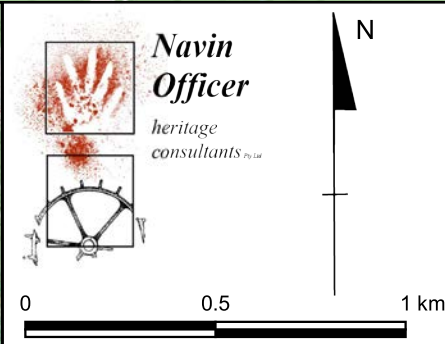 Navin
Officer
heritage
consultants Pty Ltd
N
0 0.5 1 km